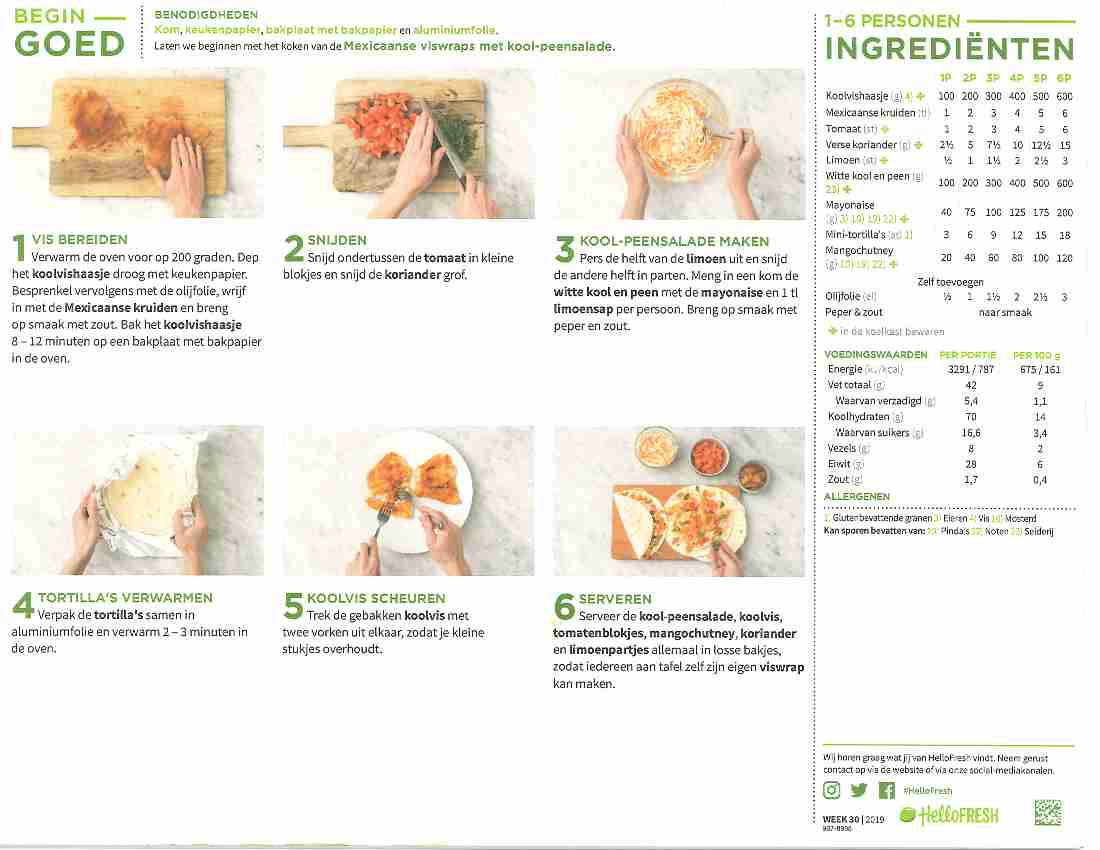 BEGIN
GOED
BENODIGDHEDEN
Kom, keukenpapier, bakplaat met bakpapier en aluminiumfolie.
Laten we beginnen met het koken van de Mexicaanse viswraps met kool-peensalade.
1 VIS BEREIDEN
Verwarm de oven voor op 200 graden. Dep
het koolvishaasje droog met keukenpapier.
Besprenkel vervolgens met de olijfolie, wrijf
in met de Mexicaanse kruiden en breng
op smaak met zout. Bak het koolvishaasje
8 – 12 minuten op een bakplaat met bakpapier
in de oven.
2 SNIJDEN
Snijd ondertussen de tomaat in kleine
blokjes en snijd de koriander grof.
3 KOOL-PEENSALADE MAKEN
Pers de helft van de limoen uit en snijd
de andere helft in parten. Meng in een kom de
witte kool en peen met de mayonaise en 1 tl
limoensap per persoon. Breng op smaak met
peper en zout.
4 TORTILLA'S VERWARMEN
Verpak de tortilla's samen in
aluminiumfolie en verwarm 2 – 3 minuten in
de oven.
5 KOOLVIS SCHEUREN
Trek de gebakken koolvis met
twee vorken uit elkaar, zodat je kleine
stukjes overhoudt.
6 SERVEREN
Serveer de kool-peensalade, koolvis,
tomatenblokjes, mangochutney, koriander
en limoenpartjes allemaal in losse bakjes,
zodat iedereen aan tafel zelf zijn eigen viswrap
kan maken.
1–6 PERSONEN
INGREDIËNTEN
1P 2P 3P 4P 5P 6P
Koolvishaasje (g) 4) 100 200 300 400 500 600
Mexicaanse kruiden (tl) 1 2 3 4 5 6
Tomaat (st) 1 2 3 4 5 6
Verse koriander (g) 2½ 5 7½ 10 12½ 15
Limoen (st) ½ 1 1½ 2 2½ 3
Witte kool en peen (g)
23) 100 200 300 400 500 600
Mayonaise
(g) 3) 10) 19) 22) 40 75 100 125 175 200
Mini-tortilla's (st) 1) 3 6 9 12 15 18
Mangochutney
(g) 10) 19) 22) 20 40 60 80 100 120
Zelf toevoegen
Olijfolie (el) ½ 1 1½ 2 2½ 3
Peper & zout naar smaak
in de koelkast bewaren
VOEDINGSWAARDEN PER PORTIE PER 100 g
Energie (kJ/kcal) 3291 / 787 675 / 161
Vet totaal (g) 42 9
Waarvan verzadigd (g) 5,4 1,1
Koolhydraten (g) 70 14
Waarvan suikers (g) 16,6 3,4
Vezels (g) 8 2
Eiwit (g) 28 6
Zout (g) 1,7 0,4
ALLERGENEN
1) Glutenbevattende granen 3) Eieren 4) Vis 10) Mosterd
Kan sporen bevatten van: 19) Pinda's 22) Noten 23) Selderij
Wij horen graag wat jij van HelloFresh vindt. Neem gerust
contact op via de website of via onze social-mediakanalen.
#HelloFresh
WEEK 30 | 2019
HelloFRESH